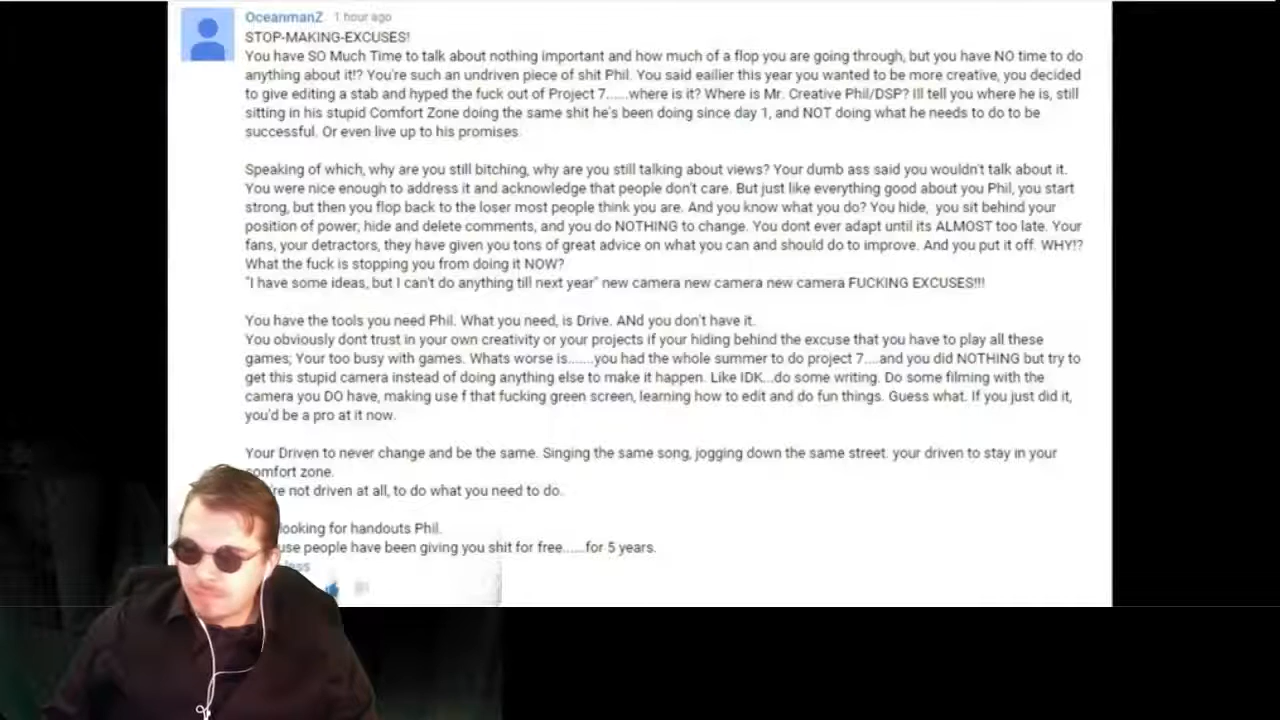 OceanmanZ 1 hour ago
STOP-MAKING-EXCUSES!
You have SO Much Time to talk about nothing important and how much of a flop you are going through, but you have NO time to do
anything about it!? You're such an undriven piece of shit Phil. You said eailier this year you wanted to be more creative, you decided
to give editing a stab and hyped the fuck out of Project 7......where is it? Where is Mr. Creative Phil/DSP? Ill tell you where he is, still
sitting in his stupid Comfort Zone doing the same shit he's been doing since day 1, and NOT doing what he needs to do to be
successful. Or even live up to his promises.
Speaking of which, why are you still bitching, why are you still talking about views? Your dumb ass said you wouldn't talk about it.
You were nice enough to address it and acknowledge that people don't care. But just like everything good about you Phil, you start
strong, but then you flop back to the loser most people think you are. And you know what you do? You hide, you sit behind your
position of power, hide and delete comments, and you do NOTHING to change. You dont ever adapt until its ALMOST too late. Your
fans, your detractors, they have given you tons of great advice on what you can and should do to improve. And you put it off. WHY!?
What the fuck is stopping you from doing it NOW?
"I have some ideas, but I can't do anything till next year" new camera new camera new camera FUCKING EXCUSES!!!
You have the tools you need Phil. What you need, is Drive. ANd you don't have it.
You obviously dont trust in your own creativity or your projects if your hiding behind the excuse that you have to play all these
games; Your too busy with games. Whats worse is.......you had the whole summer to do project 7....and you did NOTHING but try to
get this stupid camera instead of doing anything else to make it happen. Like IDK...do some writing. Do some filming with the
camera you DO have, making use f that fucking green screen, learning how to edit and do fun things. Guess what. If you just did it,
you'd be a pro at it now.
Your Driven to never change and be the same. Singing the same song, jogging down the same street. your driven to stay in your
comfort zone.
're not driven at all, to do what you need to do.
looking for handouts Phil.
use people have been giving you shit for free......for 5 years.
less